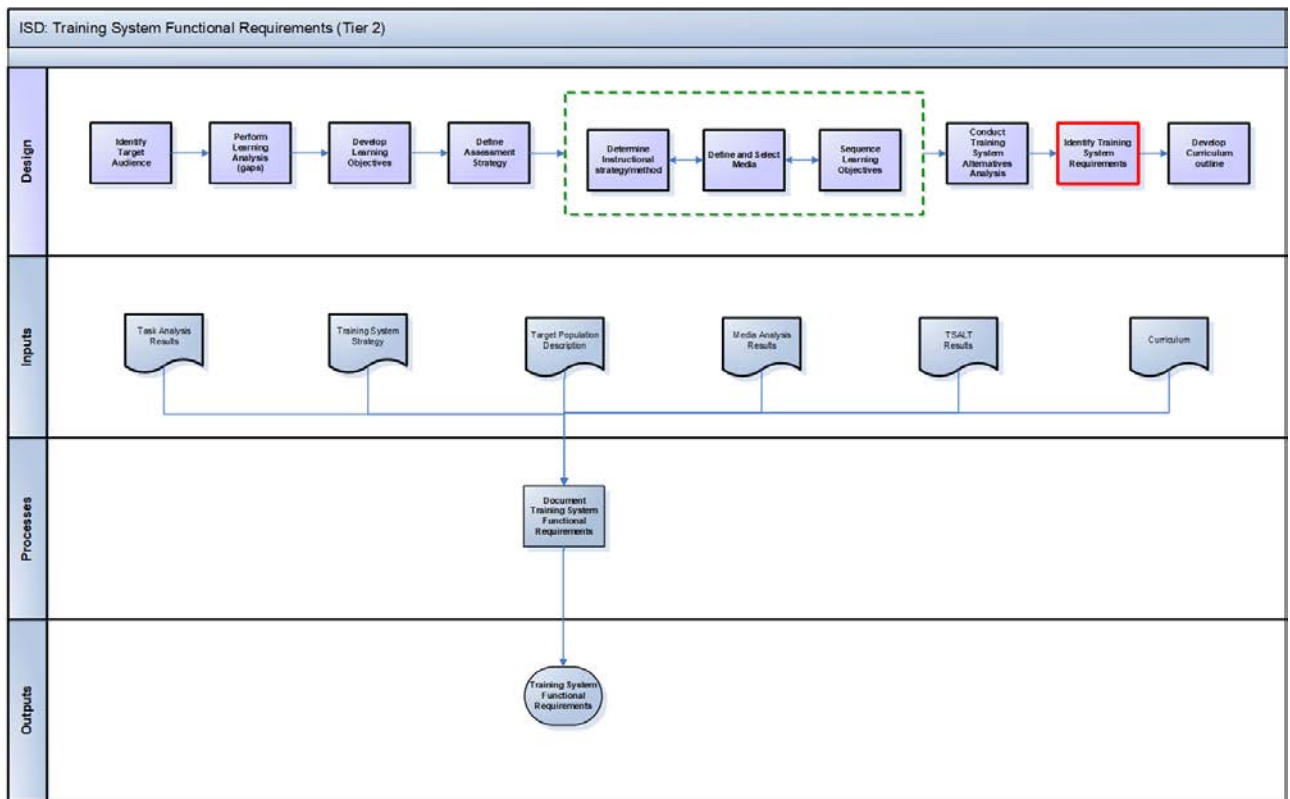 ISD: Training System Functional Requirements (Tier 2)
Design
Identify
Target
Audience
Perform
Learning
Analysis
(gaps)
Develop
Learning
Objectives
Define
Assessment
Strategy
Determine
Instructional
strategy/method
Define and Select
Media
Sequence
Learning
Objectives
Conduct
Training
System
Alternatives
Analysis
Identify Training
System
Requirements
Develop
Curriculum
outline
Inputs
Task Analysis
Results
Training System
Strategy
Target Population
Description
Media Analysis
Results
TSALT
Results
Curriculum
Processes
Document
Training System
Functional
Requirements
Outputs
Training System
Functional
Requirements